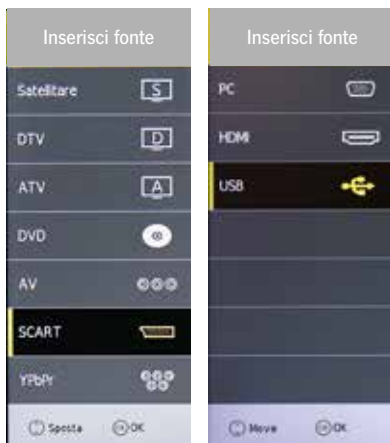 Inserisci fonte
Satellitare S
DTV D
ATV A
DVD
AV
SCART
YPbPr
Sposta OK
Inserisci fonte
PC
HDMI
USB
Move OK